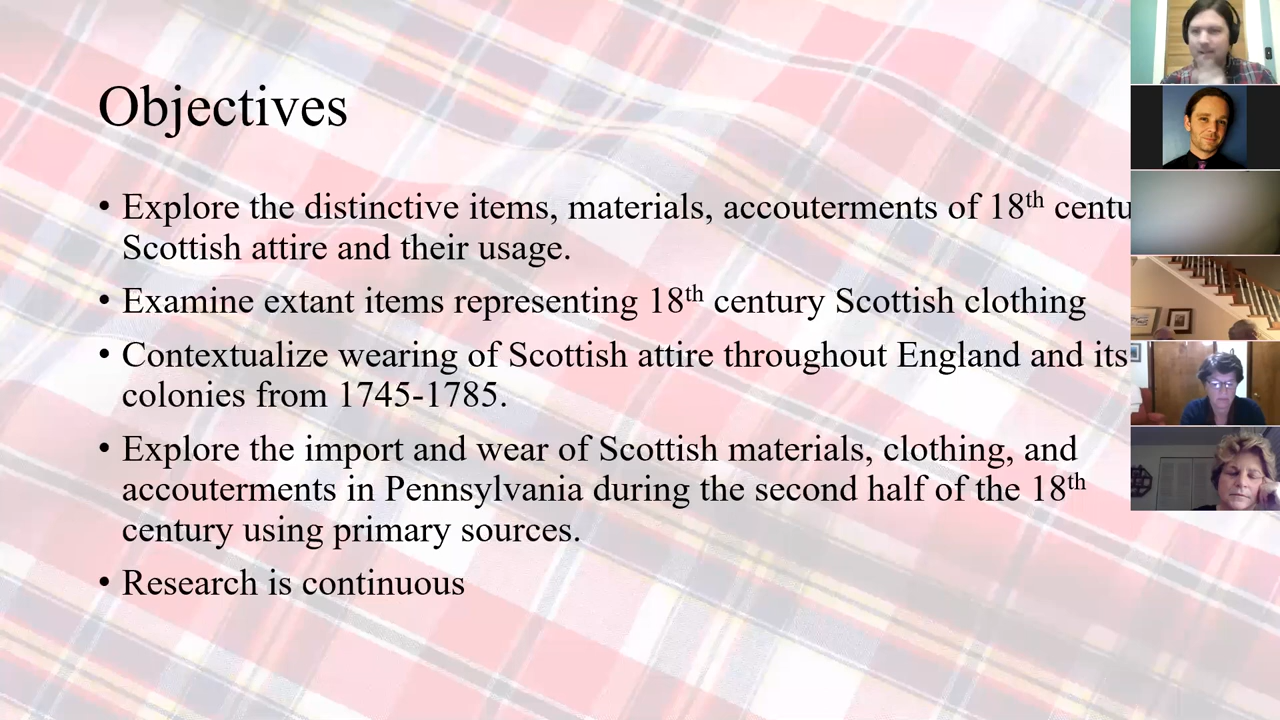 Objectives
• Explore the distinctive items, materials, accouterments of 18th centu
Scottish attire and their usage.
• Examine extant items representing 18th century Scottish clothing
• Contextualize wearing of Scottish attire throughout England and its
colonies from 1745-1785.
• Explore the import and wear of Scottish materials, clothing, and
accouterments in Pennsylvania during the second half of the 18th
century using primary sources.
• Research is continuous